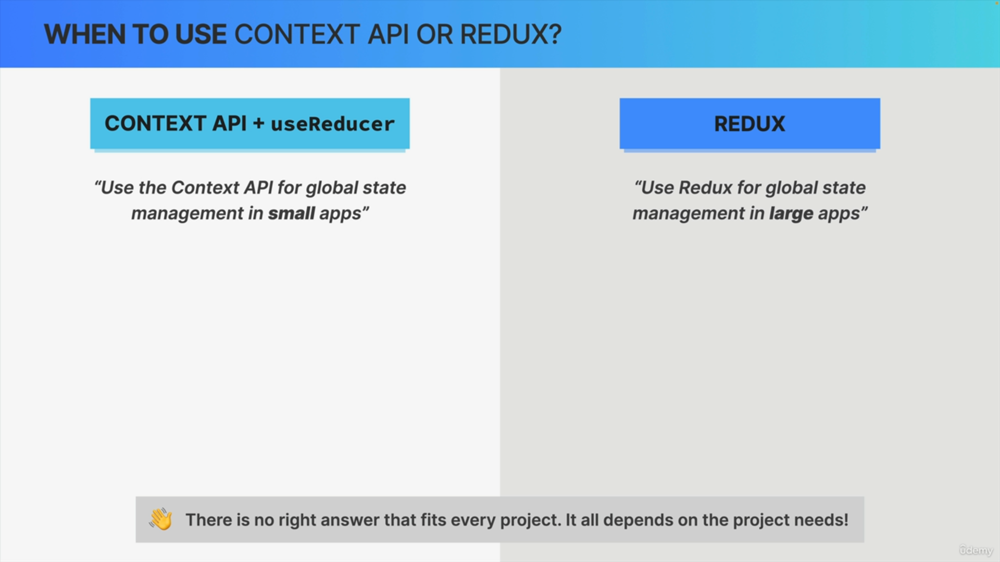 WHEN TO USE CONTEXT API OR REDUX?
CONTEXT API + useReducer
“Use the Context API for global state
management in small apps”
REDUX
“Use Redux for global state
management in large apps”
There is no right answer that fits every project. It all depends on the project needs!
ûdemy